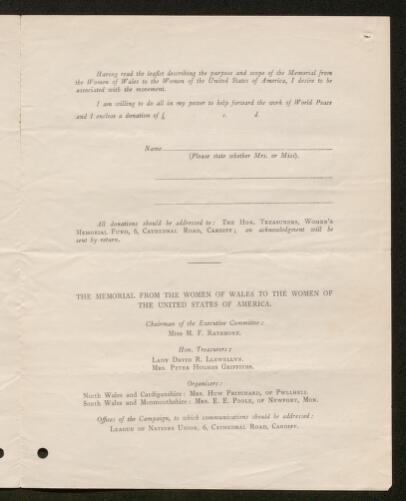 Having read the leaflet describing the purpose and scope of the Memorial from
the Women of Wales to the Women of the United States of America, I desire to be
associated with the movement.
I am willing to do all in my power to help forward the work of World Peace
and I enclose a donation of £ s. d.
Name
(Please state whether Mrs. or Miss).
All donations should be addressed to: The Hon. Treasurers, Women's
Memorial Fund, 6, Cathedral Road, Cardiff; an acknowledgment will be
sent by return.
THE MEMORIAL FROM THE WOMEN OF WALES TO THE WOMEN OF
THE UNITED STATES OF AMERICA.
Chairman of the Executive Committee:
Miss M. F. Rathbone.
Hon. Treasurers:
Lady David R. Llewellyn.
Mrs. Peter Hughes Griffiths.
Organisers:
North Wales and Cardiganshire: Mrs. Huw Pritchard, of Pwllheli.
South Wales and Monmouthshire: Mrs. E. E. Poole, of Newport, Mon.
Offices of the Campaign, to which communications should be addressed:
League of Nations Union, 6, Cathedral Road, Cardiff.